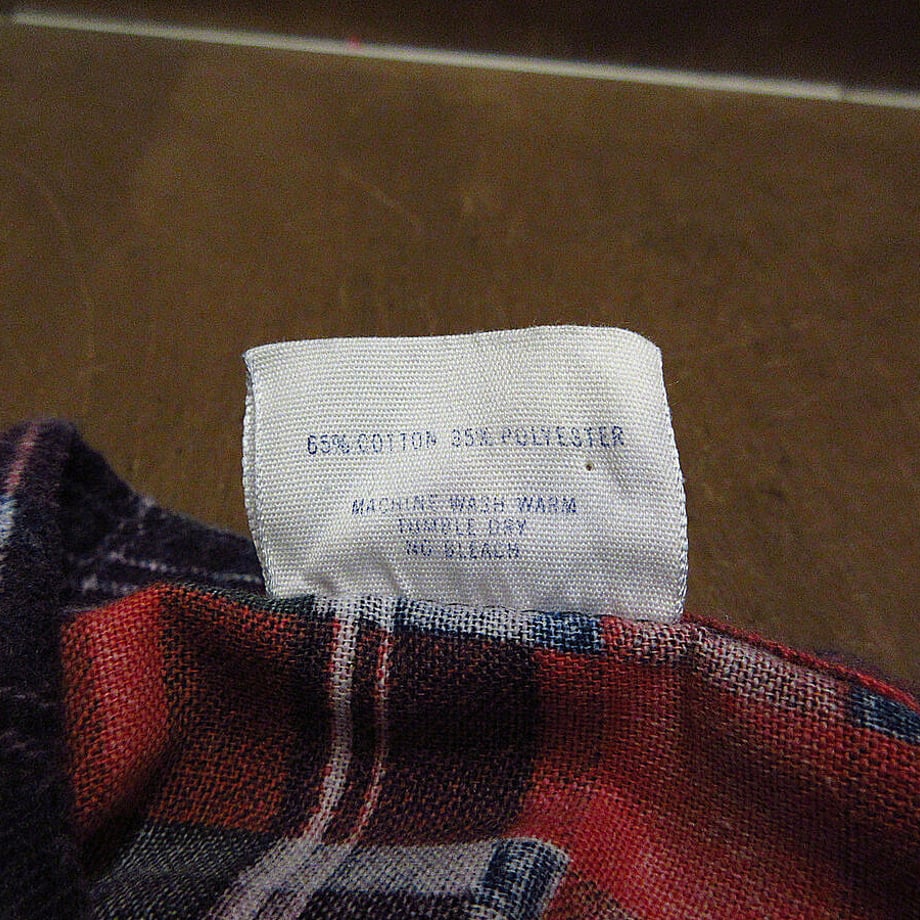 65% COTTON 35% POLYESTER
MACHINE WASH WARM
TUMBLE DRY
NO BLEACH